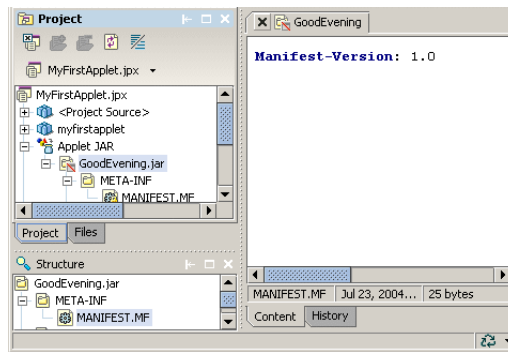 Project
MyFirstApplet.jpx
MyFirstApplet.jpx
<Project Source>
myfirstapplet
Applet JAR
GoodEvening.jar
META-INF
MANIFEST.MF
Project Files
Structure
GoodEvening.jar
META-INF
MANIFEST.MF
GoodEvening
Manifest-Version: 1.0
MANIFEST.MF Jul 23, 2004... 25 bytes
Content History